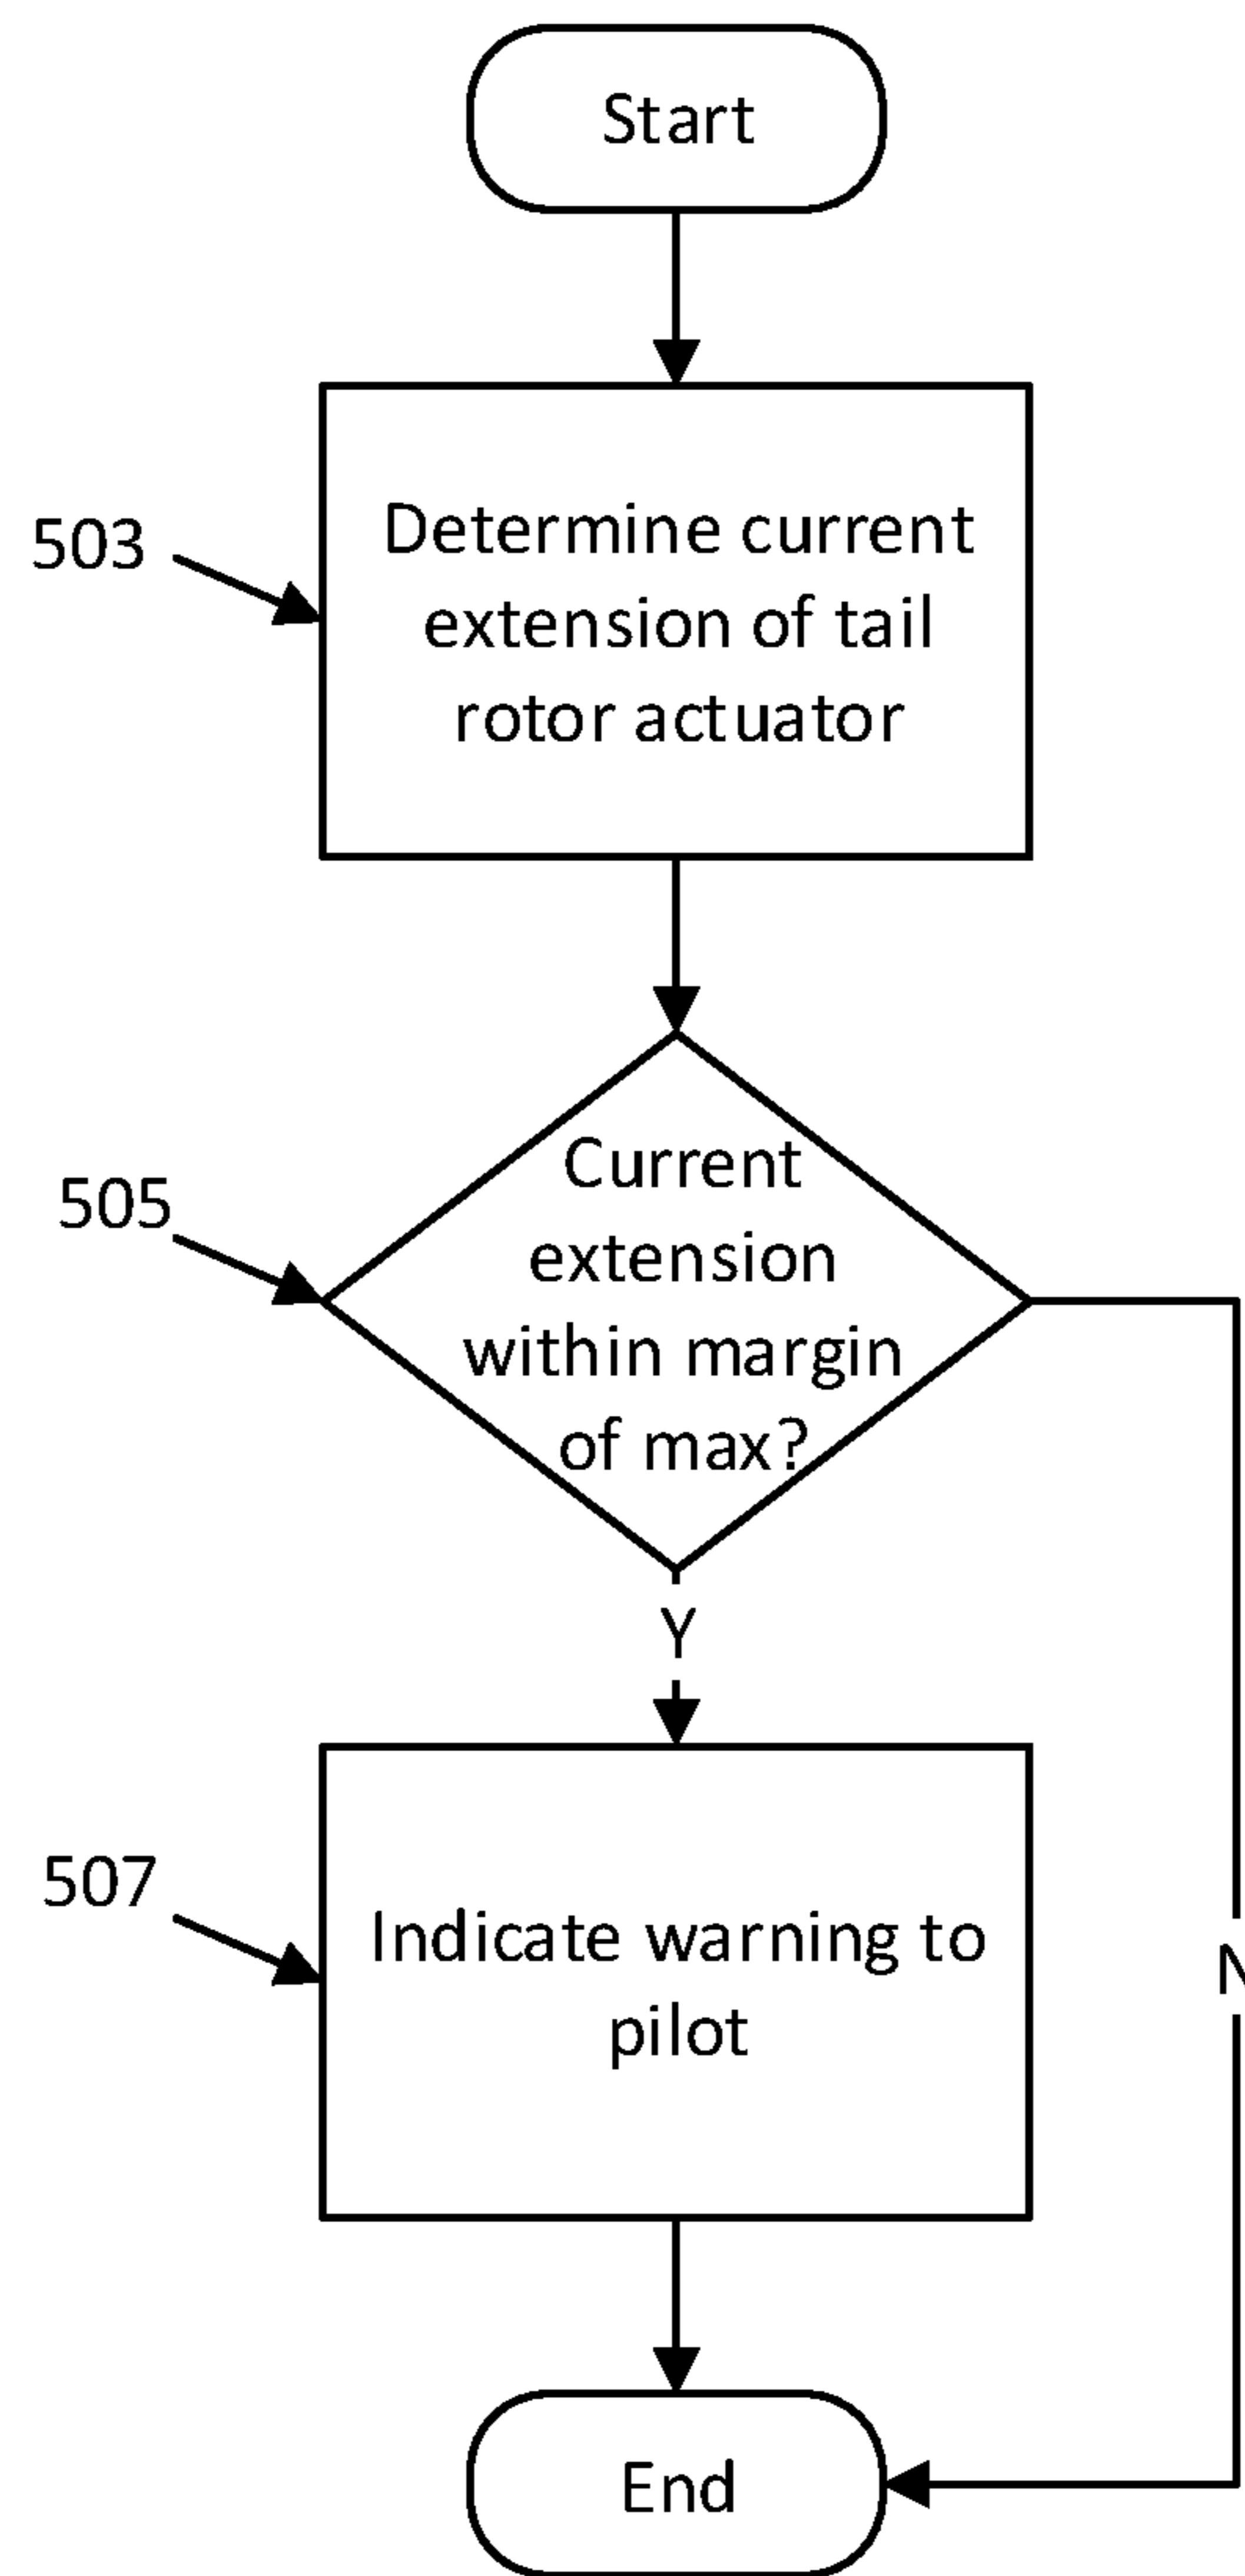 Start
503
Determine current
extension of tail
rotor actuator
505
Current
extension
within margin
of max?
Y
507
Indicate warning to
pilot
N
End